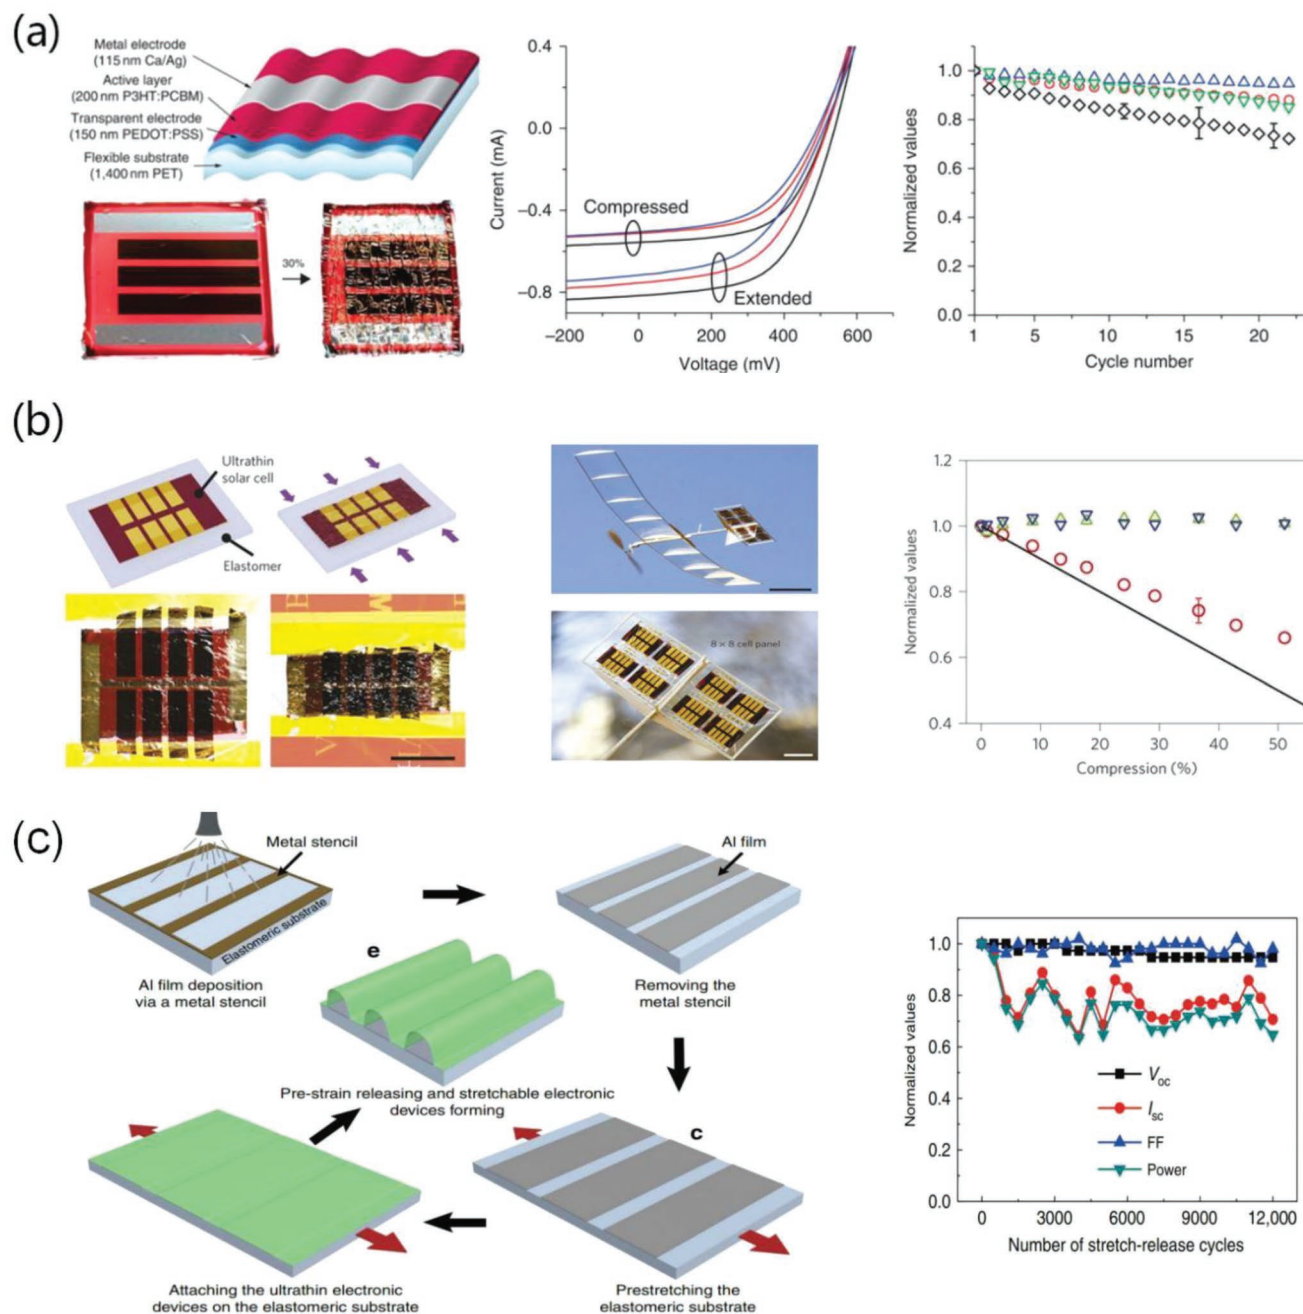 (a)
Metal electrode
(115 nm Ca/Ag)
Active layer
(200 nm P3HT:PCBM)
Transparent electrode
(150 nm PEDOT:PSS)
Flexible substrate
(1,400 nm PET)
30%
0.4
0.0
−0.4
−0.8
Current (mA)
Compressed
Extended
−200
0
200
400
600
Voltage (mV)
1.0
0.8
0.6
0.4
0.2
0.0
Normalized values
1
5
10
15
20
Cycle number
(b)
Ultrathin
solar cell
Elastomer
8 × 8 cell panel
1.2
1.0
0.8
0.6
0.4
Normalized values
0
10
20
30
40
50
Compression (%)
(c)
Metal stencil
Elastomeric substrate
Al film deposition
via a metal stencil
Al film
Removing the
metal stencil
e
Pre-strain releasing and stretchable electronic
devices forming
c
Attaching the ultrathin electronic
devices on the elastomeric substrate
Prestretching the
elastomeric substrate
1.0
0.8
0.6
0.4
0.2
0.0
Normalized values
Voc
Isc
FF
Power
0
3000
6000
9000
12,000
Number of stretch-release cycles